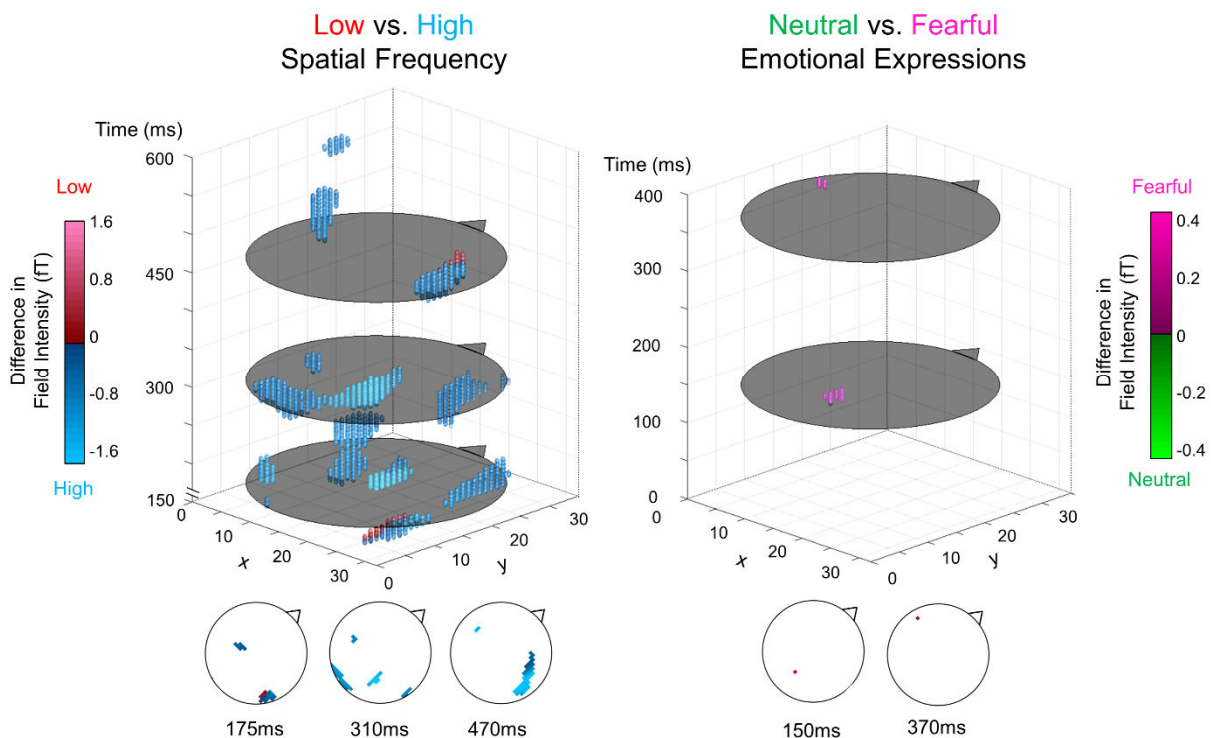 Low vs. High
Spatial Frequency
Time (ms)
600
450
300
150
0
10
20
30
x
0
10
20
30
y
Low
1.6
0.8
0
-0.8
-1.6
High
Difference in
Field Intensity (fT)
175ms
310ms
470ms
Neutral vs. Fearful
Emotional Expressions
Time (ms)
400
300
200
100
0
0
10
20
30
x
0
10
20
30
y
Fearful
0.4
0.2
0
-0.2
-0.4
Neutral
Difference in
Field Intensity (fT)
150ms
370ms